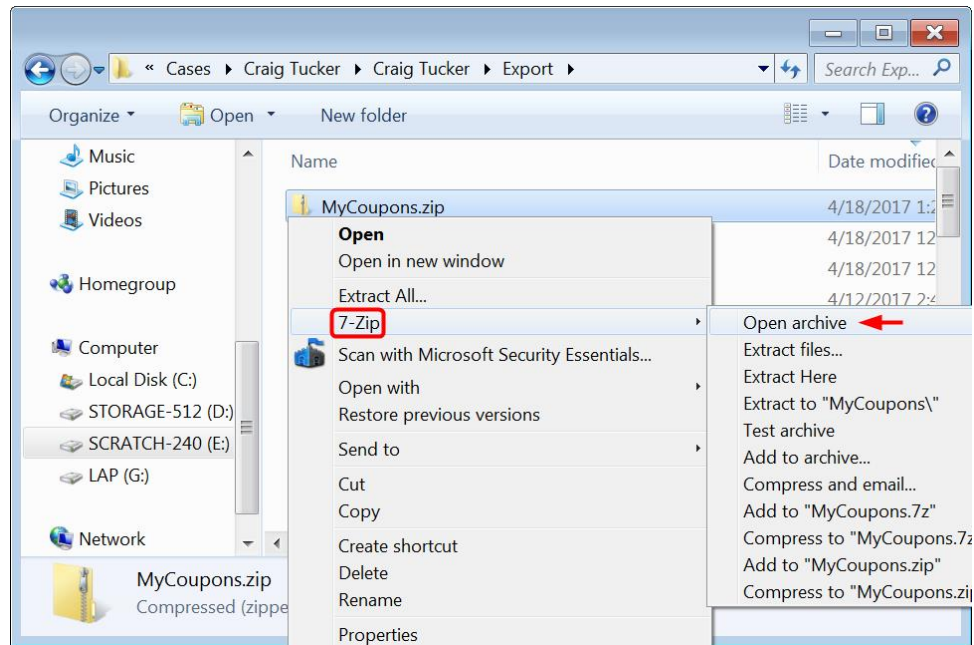 « Cases ▸ Craig Tucker ▸ Craig Tucker ▸ Export ▸
Search Exp...
Organize
Open
New folder
Music
Pictures
Videos
Homegroup
Computer
Local Disk (C:)
STORAGE-512 (D:)
SCRATCH-240 (E:)
LAP (G:)
Network
Name
Date modified
MyCoupons.zip
4/18/2017 1:2
4/18/2017 12
4/18/2017 12
4/12/2017 2:4
Open
Open in new window
Extract All...
7-Zip
Scan with Microsoft Security Essentials...
Open with
Restore previous versions
Send to
Cut
Copy
Create shortcut
Delete
Rename
Properties
Open archive
Extract files...
Extract Here
Extract to "MyCoupons\"
Test archive
Add to archive...
Compress and email...
Add to "MyCoupons.7z"
Compress to "MyCoupons.7z
Add to "MyCoupons.zip"
Compress to "MyCoupons.zip
MyCoupons.zip
Compressed (zippe